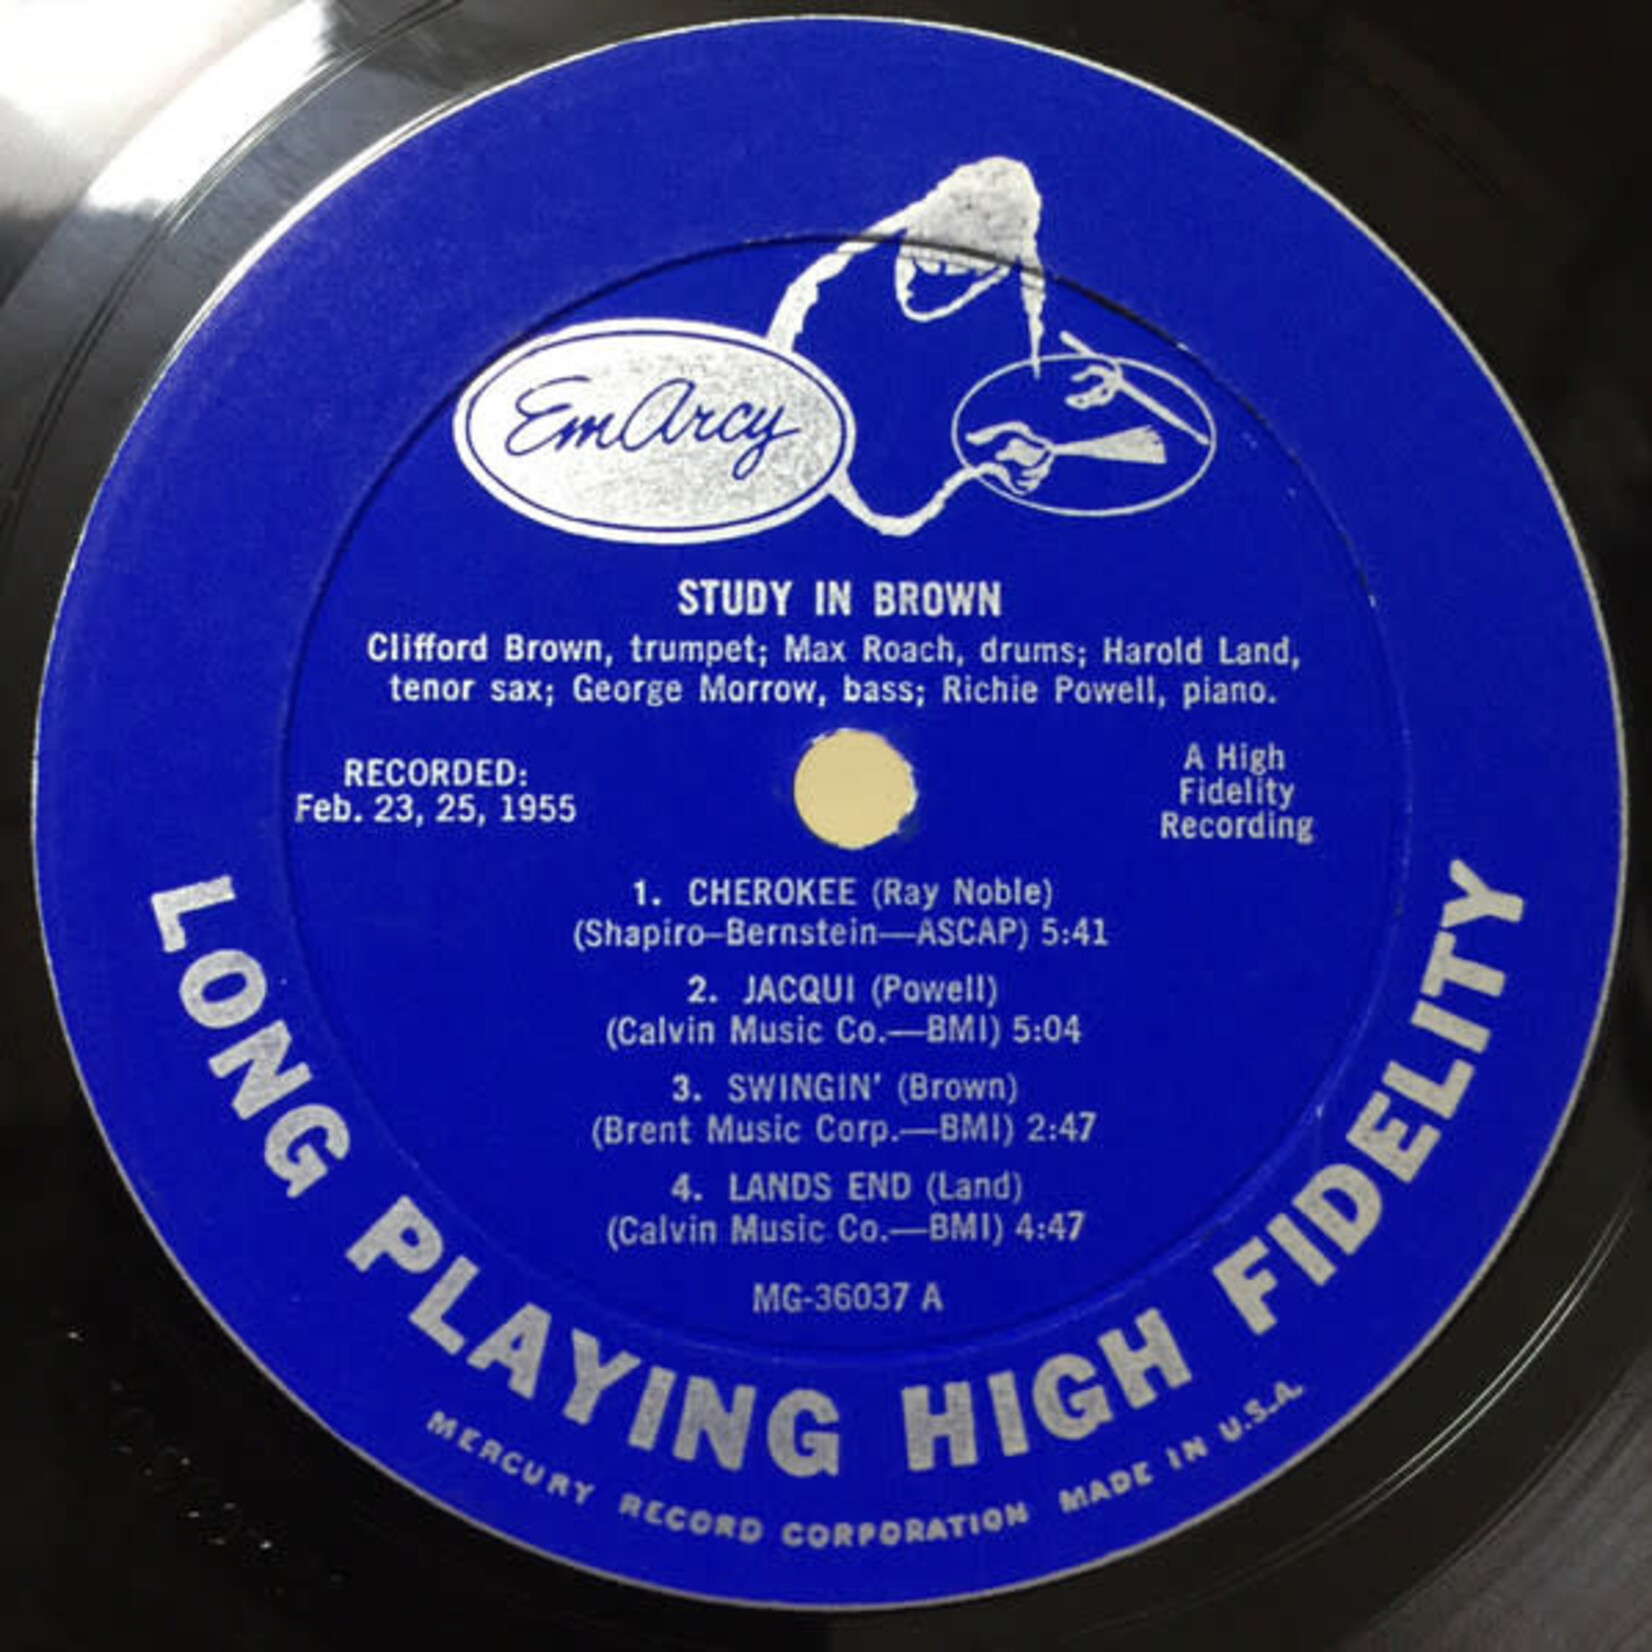 EmArcy
STUDY IN BROWN
Clifford Brown, trumpet; Max Roach, drums; Harold Land,
tenor sax; George Morrow, bass; Richie Powell, piano.
RECORDED:
Feb. 23, 25, 1955
A High
Fidelity
Recording
1. CHEROKEE (Ray Noble)
(Shapiro–Bernstein—ASCAP) 5:41
2. JACQUI (Powell)
(Calvin Music Co.—BMI) 5:04
3. SWINGIN' (Brown)
(Brent Music Corp.—BMI) 2:47
4. LANDS END (Land)
(Calvin Music Co.—BMI) 4:47
MG-36037 A
LONG PLAYING HIGH FIDELITY
MERCURY RECORD CORPORATION MADE IN U.S.A.